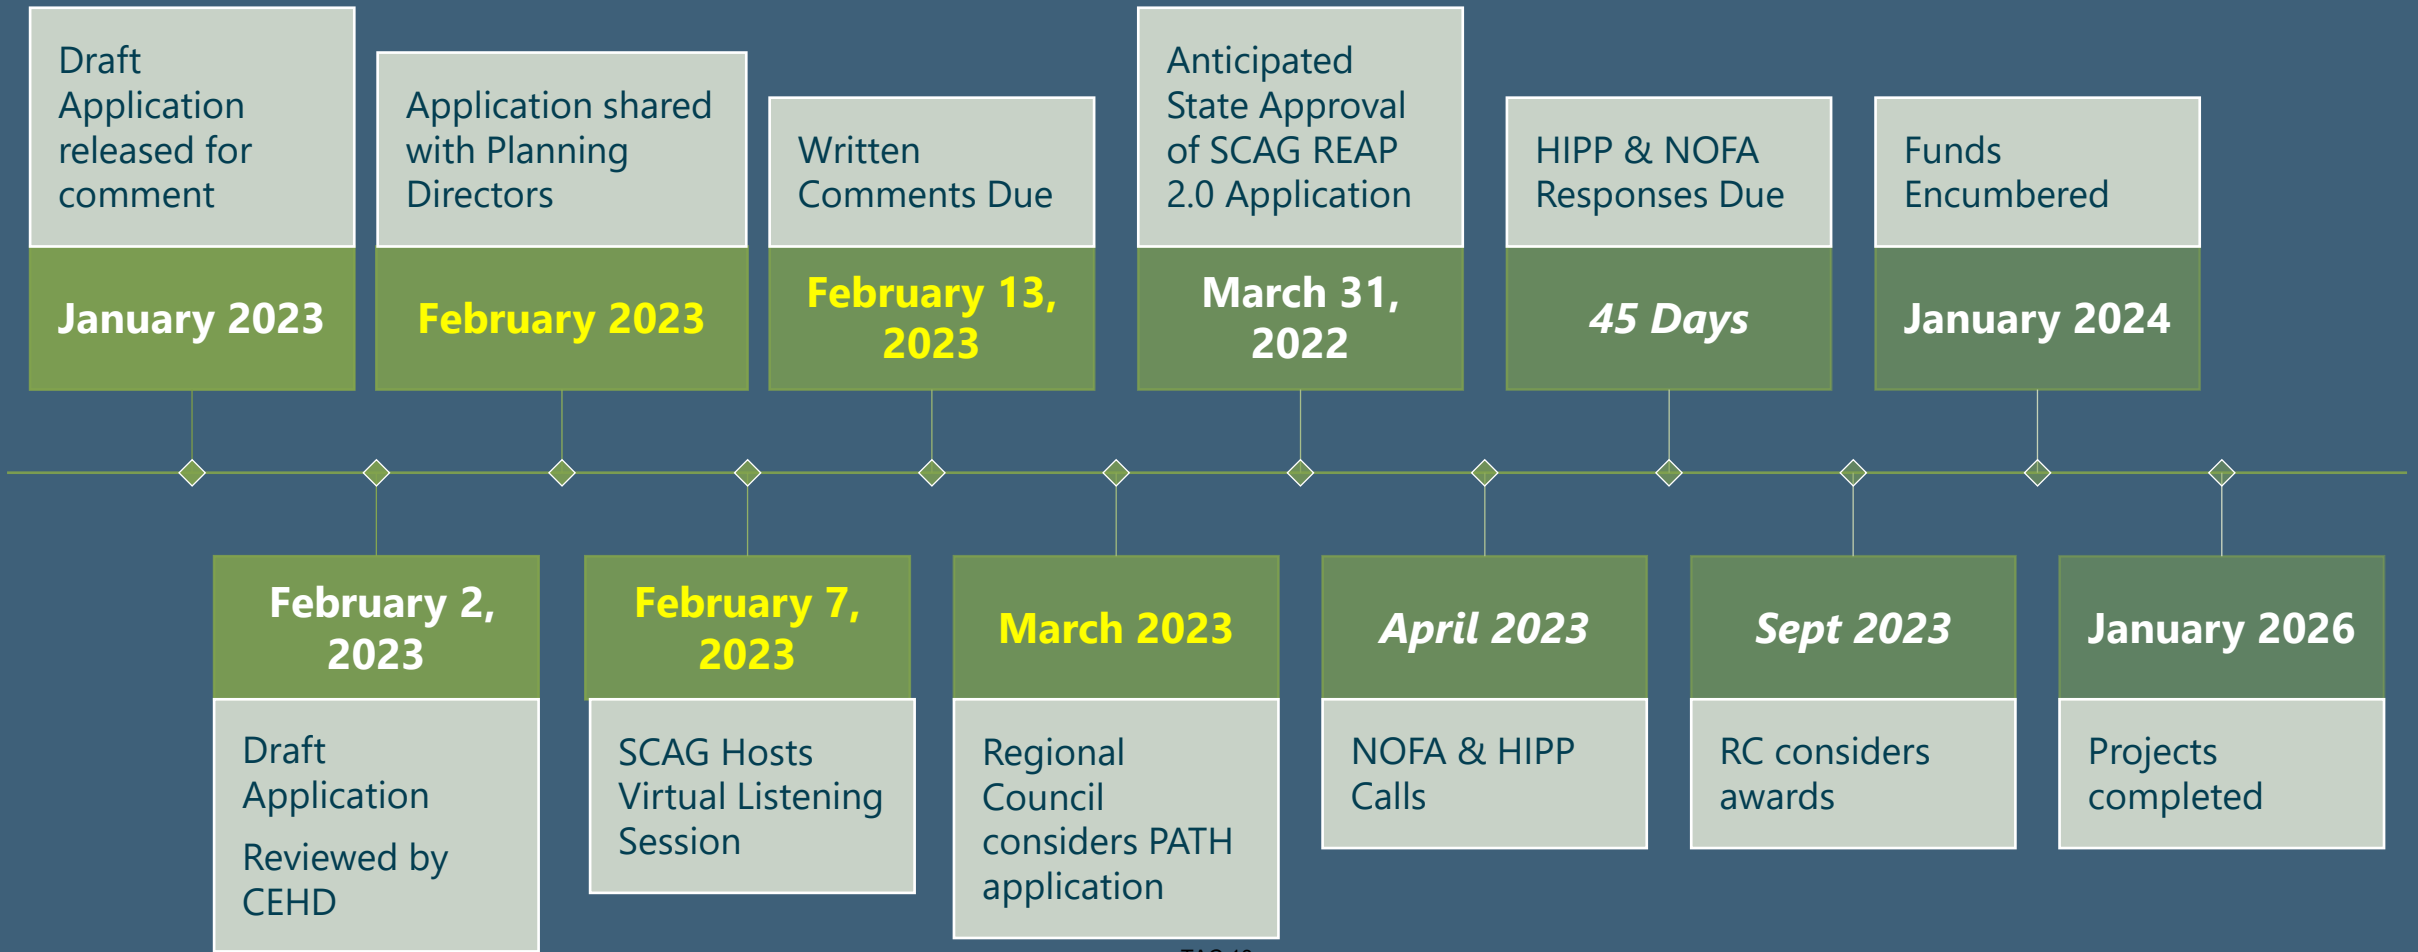 Draft
Application
released for
comment
January 2023
Application shared
with Planning
Directors
February 2023
Written
Comments Due
February 13,
2023
Anticipated
State Approval
of SCAG REAP
2.0 Application
March 31,
2022
HIPP & NOFA
Responses Due
45 Days
Funds
Encumbered
January 2024
February 2,
2023
Draft
Application
Reviewed by
CEHD
February 7,
2023
SCAG Hosts
Virtual Listening
Session
March 2023
Regional
Council
considers PATH
application
April 2023
NOFA & HIPP
Calls
Sept 2023
RC considers
awards
January 2026
Projects
completed